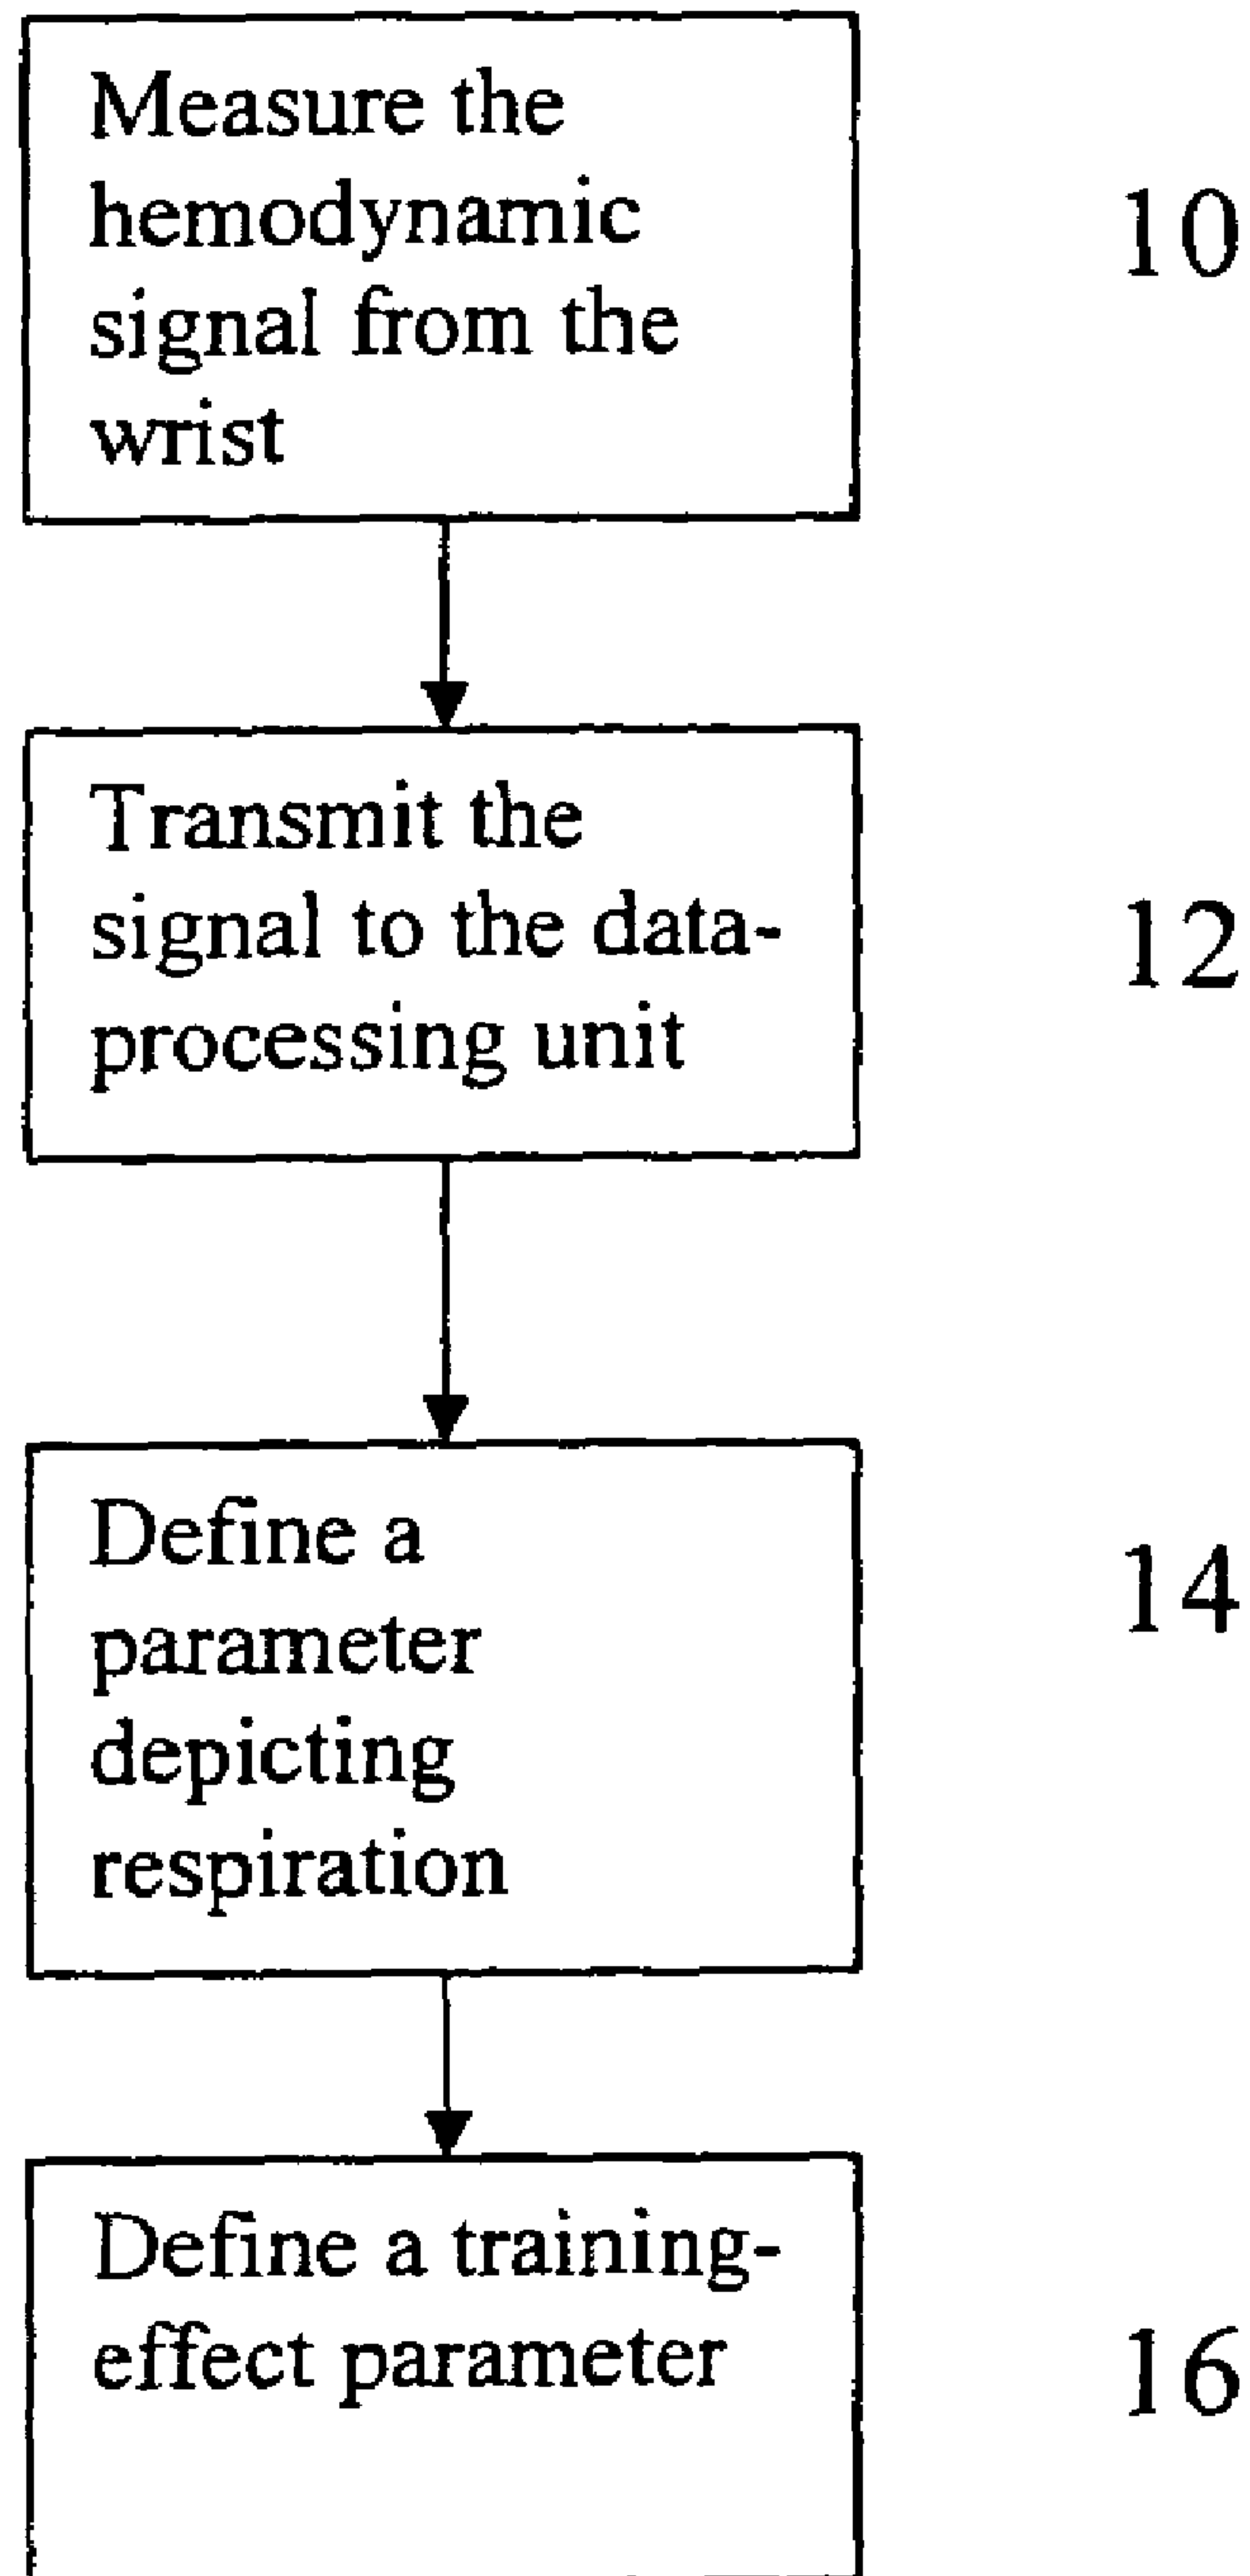 Measure the
hemodynamic
signal from the
wrist
10
Transmit the
signal to the data-
processing unit
12
Define a
parameter
depicting
respiration
14
Define a training-
effect parameter
16